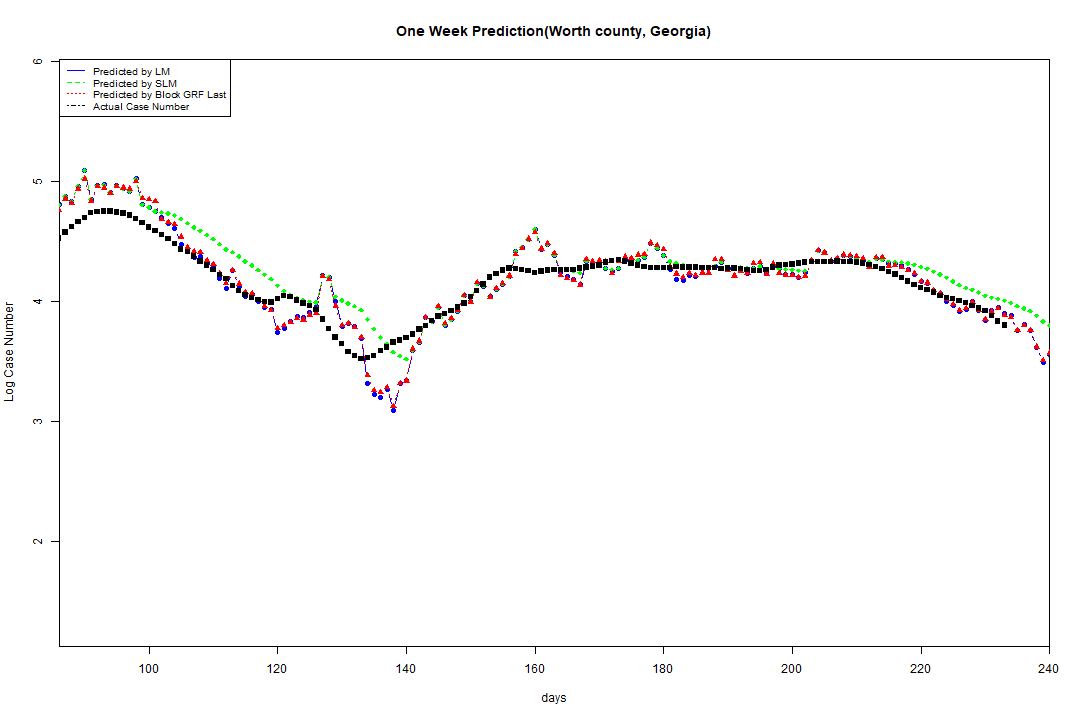 One Week Prediction(Worth county, Georgia)
Predicted by LM
Predicted by SLM
Predicted by Block GRF Last
Actual Case Number
6
5
4
3
2
Log Case Number
100 120 140 160 180 200 220 240
days